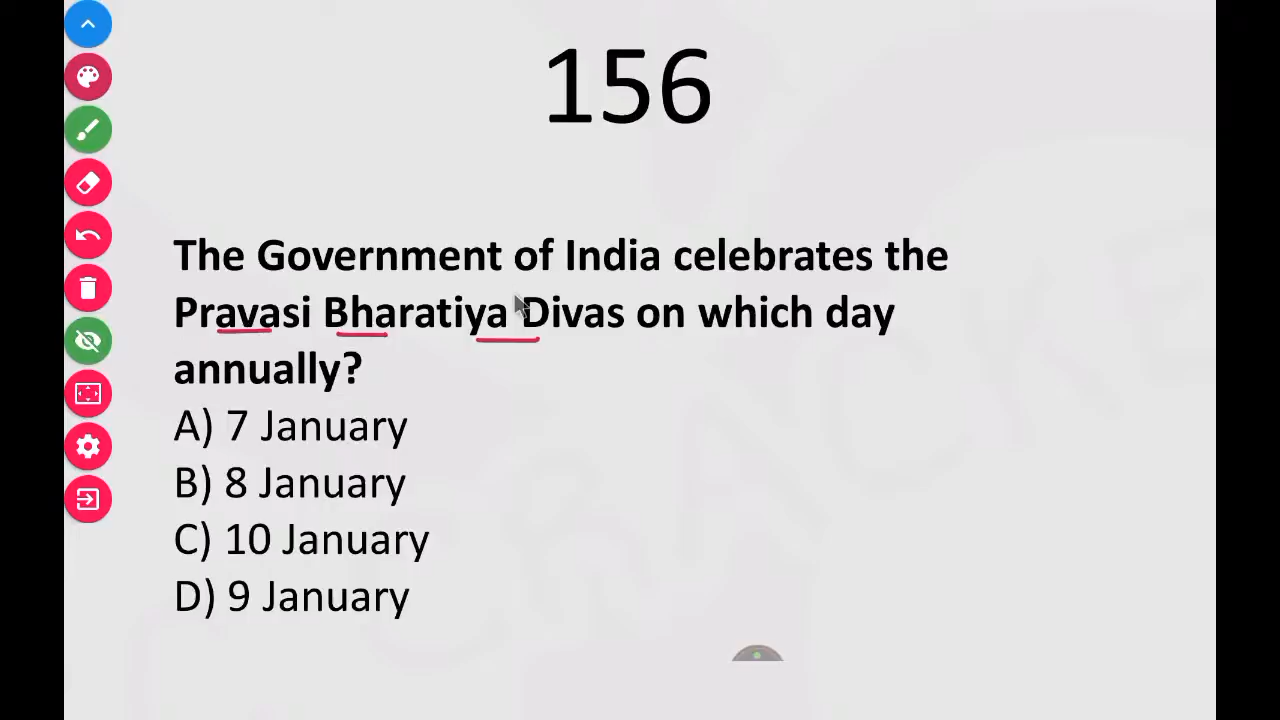 156
The Government of India celebrates the
Pravasi Bharatiya Divas on which day
annually?
A) 7 January
B) 8 January
C) 10 January
D) 9 January